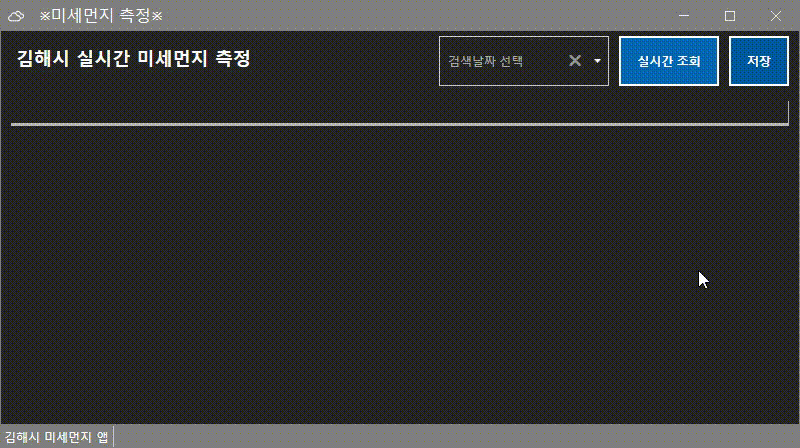 ※미세먼지 측정※
김해시 실시간 미세먼지 측정
검색날짜 선택
실시간 조회
저장
김해시 미세먼지 앱